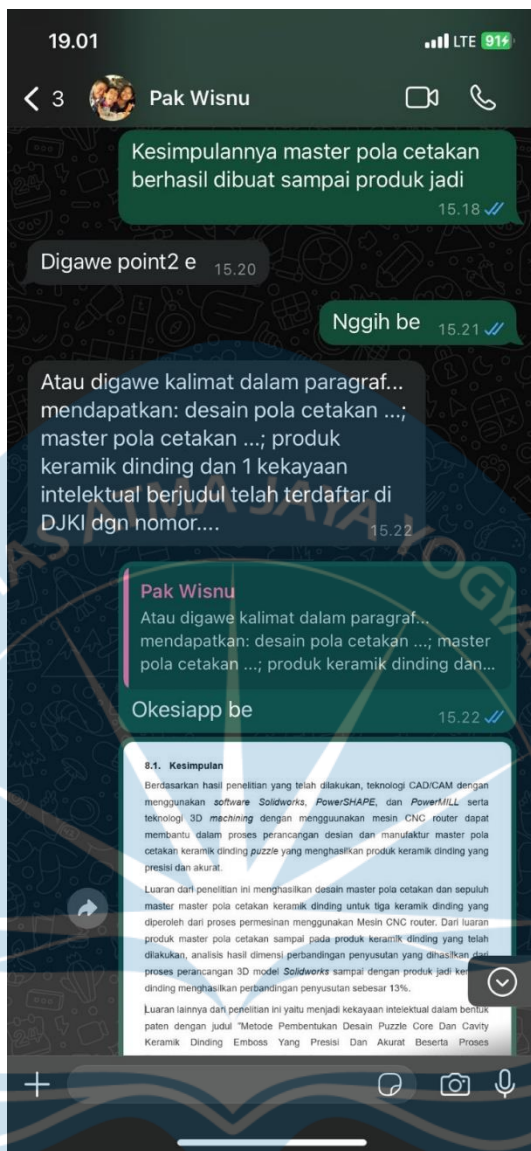 19.01
LTE 91
3 Pak Wisnu
Kesimpulannya master pola cetakan
berhasil dibuat sampai produk jadi
15.18
Digawe point2 e 15.20
Nggih be 15.21
Atau digawe kalimat dalam paragraf...
mendapatkan: desain pola cetakan ...;
master pola cetakan ...; produk
keramik dinding dan 1 kekayaan
intelektual berjudul telah terdaftar di
DJKI dgn nomor....
15.22
Pak Wisnu
Atau digawe kalimat dalam paragraf...
mendapatkan: desain pola cetakan ...; master
pola cetakan ...; produk keramik dinding dan...
Okesiapp be 15.22
8.1. Kesimpulan
Berdasarkan hasil penelitian yang telah dilakukan, teknologi CAD/CAM dengan
menggunakan software Solidworks, PowerSHAPE, dan PowerMILL serta
teknologi 3D machining dengan mengguunakan mesin CNC router dapat
membantu dalam proses perancangan desian dan manufaktur master pola
cetakan keramik dinding puzzle yang menghasilkan produk keramik dinding yang
presisi dan akurat.
Luaran dari penelitian ini menghasilkan desain master pola cetakan dan sepuluh
master master pola cetakan keramik dinding untuk tiga keramik dinding yang
diperoleh dari proses permesinan menggunakan Mesin CNC router. Dari luaran
produk master pola cetakan sampai pada produk keramik dinding yang telah
dilakukan, analisis hasil dimensi perbandingan penyusutan yang dihasilkan dari
proses perancangan 3D model Solidworks sampai dengan produk jadi
dinding menghasilkan perbandingan penyusutan sebesar 13%.
Luaran lainnya dari penelitian ini yaitu menjadi kekayaan intelektual dalam bentuk
paten dengan judul "Metode Pembentukan Desain Puzzle Core Dan Cavity
Keramik Dinding Emboss Yang Presisi Dan Akurat Beserta Proses
AS ATMA JAYA YOGYA